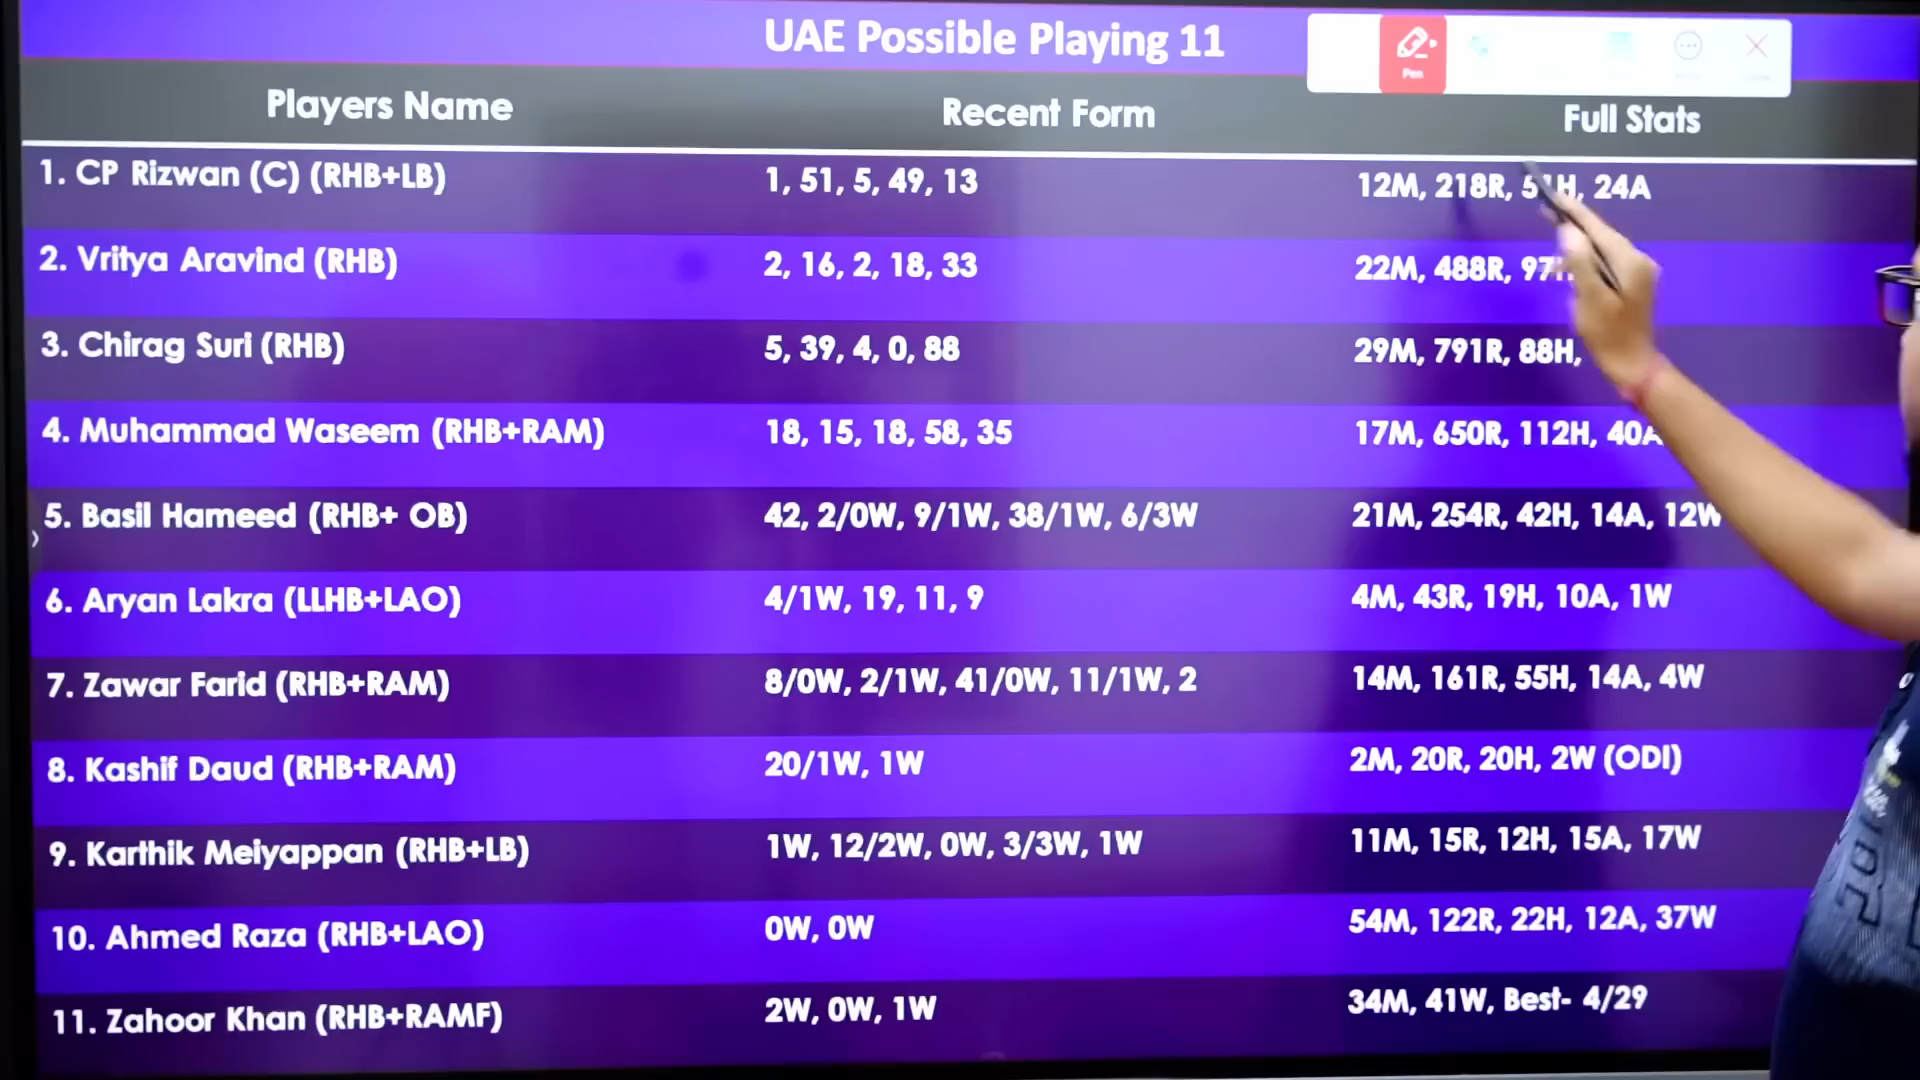 UAE Possible Playing 11
Pen
Players Name Recent Form Full Stats
1. CP Rizwan (C) (RHB+LB) 1, 51, 5, 49, 13 12M, 218R, 24A
2. Vritya Aravind (RHB) 2, 16, 2, 18, 33 22M, 488R,
3. Chirag Suri (RHB) 5, 39, 4, 0, 88 29M, 791R, 88H,
4. Muhammad Waseem (RHB+RAM) 18, 15, 18, 58, 35 17M, 650R, 112H, 40A
5. Basil Hameed (RHB+ OB) 42, 2/0W, 9/1W, 38/1W, 6/3W 21M, 254R, 42H, 14A, 12W
6. Aryan Lakra (LLHB+LAO) 4/1W, 19, 11, 9 4M, 43R, 19H, 10A, 1W
7. Zawar Farid (RHB+RAM) 8/0W, 2/1W, 41/0W, 11/1W, 2 14M, 161R, 55H, 14A, 4W
8. Kashif Daud (RHB+RAM) 20/1W, 1W 2M, 20R, 20H, 2W (ODI)
9. Karthik Meiyappan (RHB+LB) 1W, 12/2W, 0W, 3/3W, 1W 11M, 15R, 12H, 15A, 17W
10. Ahmed Raza (RHB+LAO) 0W, 0W 54M, 122R, 22H, 12A, 37W
11. Zahoor Khan (RHB+RAMF) 2W, 0W, 1W 34M, 41W, Best- 4/29